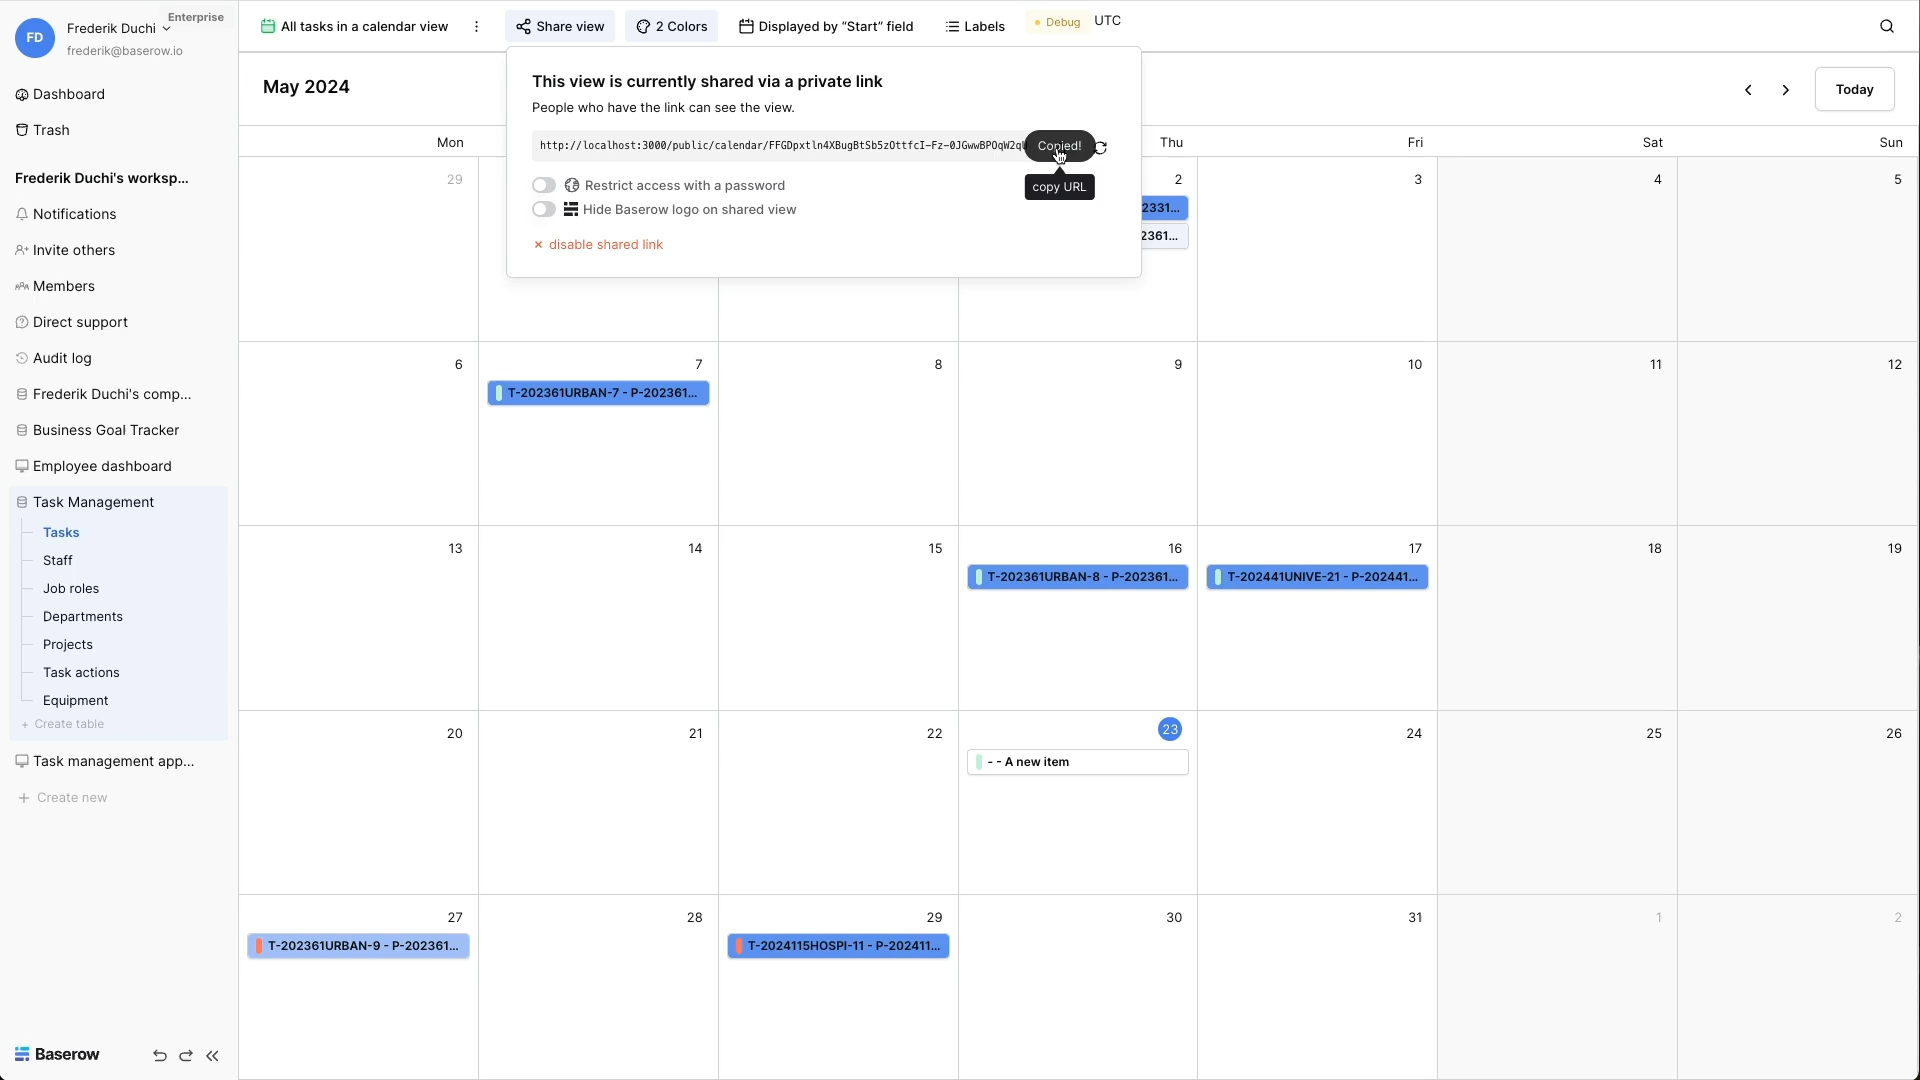 FD
Frederik Duchi
Enterprise
frederik@baserow.io
Dashboard
Trash
Frederik Duchi's worksp...
Notifications
Invite others
Members
Direct support
Audit log
Frederik Duchi's comp...
Business Goal Tracker
Employee dashboard
Task Management
Tasks
Staff
Job roles
Departments
Projects
Task actions
Equipment
+ Create table
Task management app...
+ Create new
Baserow
All tasks in a calendar view
Share view
2 Colors
Displayed by “Start” field
Labels
Debug
UTC
May 2024
Today
This view is currently shared via a private link
People who have the link can see the view.
http://localhost:3000/public/calendar/FFGDpxtln4XBugBtSb5zOttfcI-Fz-0JGwwBPOqW2q
Copied!
copy URL
Restrict access with a password
Hide Baserow logo on shared view
× disable shared link
Mon Thu Fri Sat Sun
29 2 3 4 5
2331...
2361...
6 7 8 9 10 11 12
T-202361URBAN-7 - P-202361...
13 14 15 16 17 18 19
T-202361URBAN-8 - P-202361... T-202441UNIVE-21 - P-202441...
20 21 22 23 24 25 26
- - A new item
27 28 29 30 31 1 2
T-202361URBAN-9 - P-202361... T-2024115HOSPI-11 - P-202411...